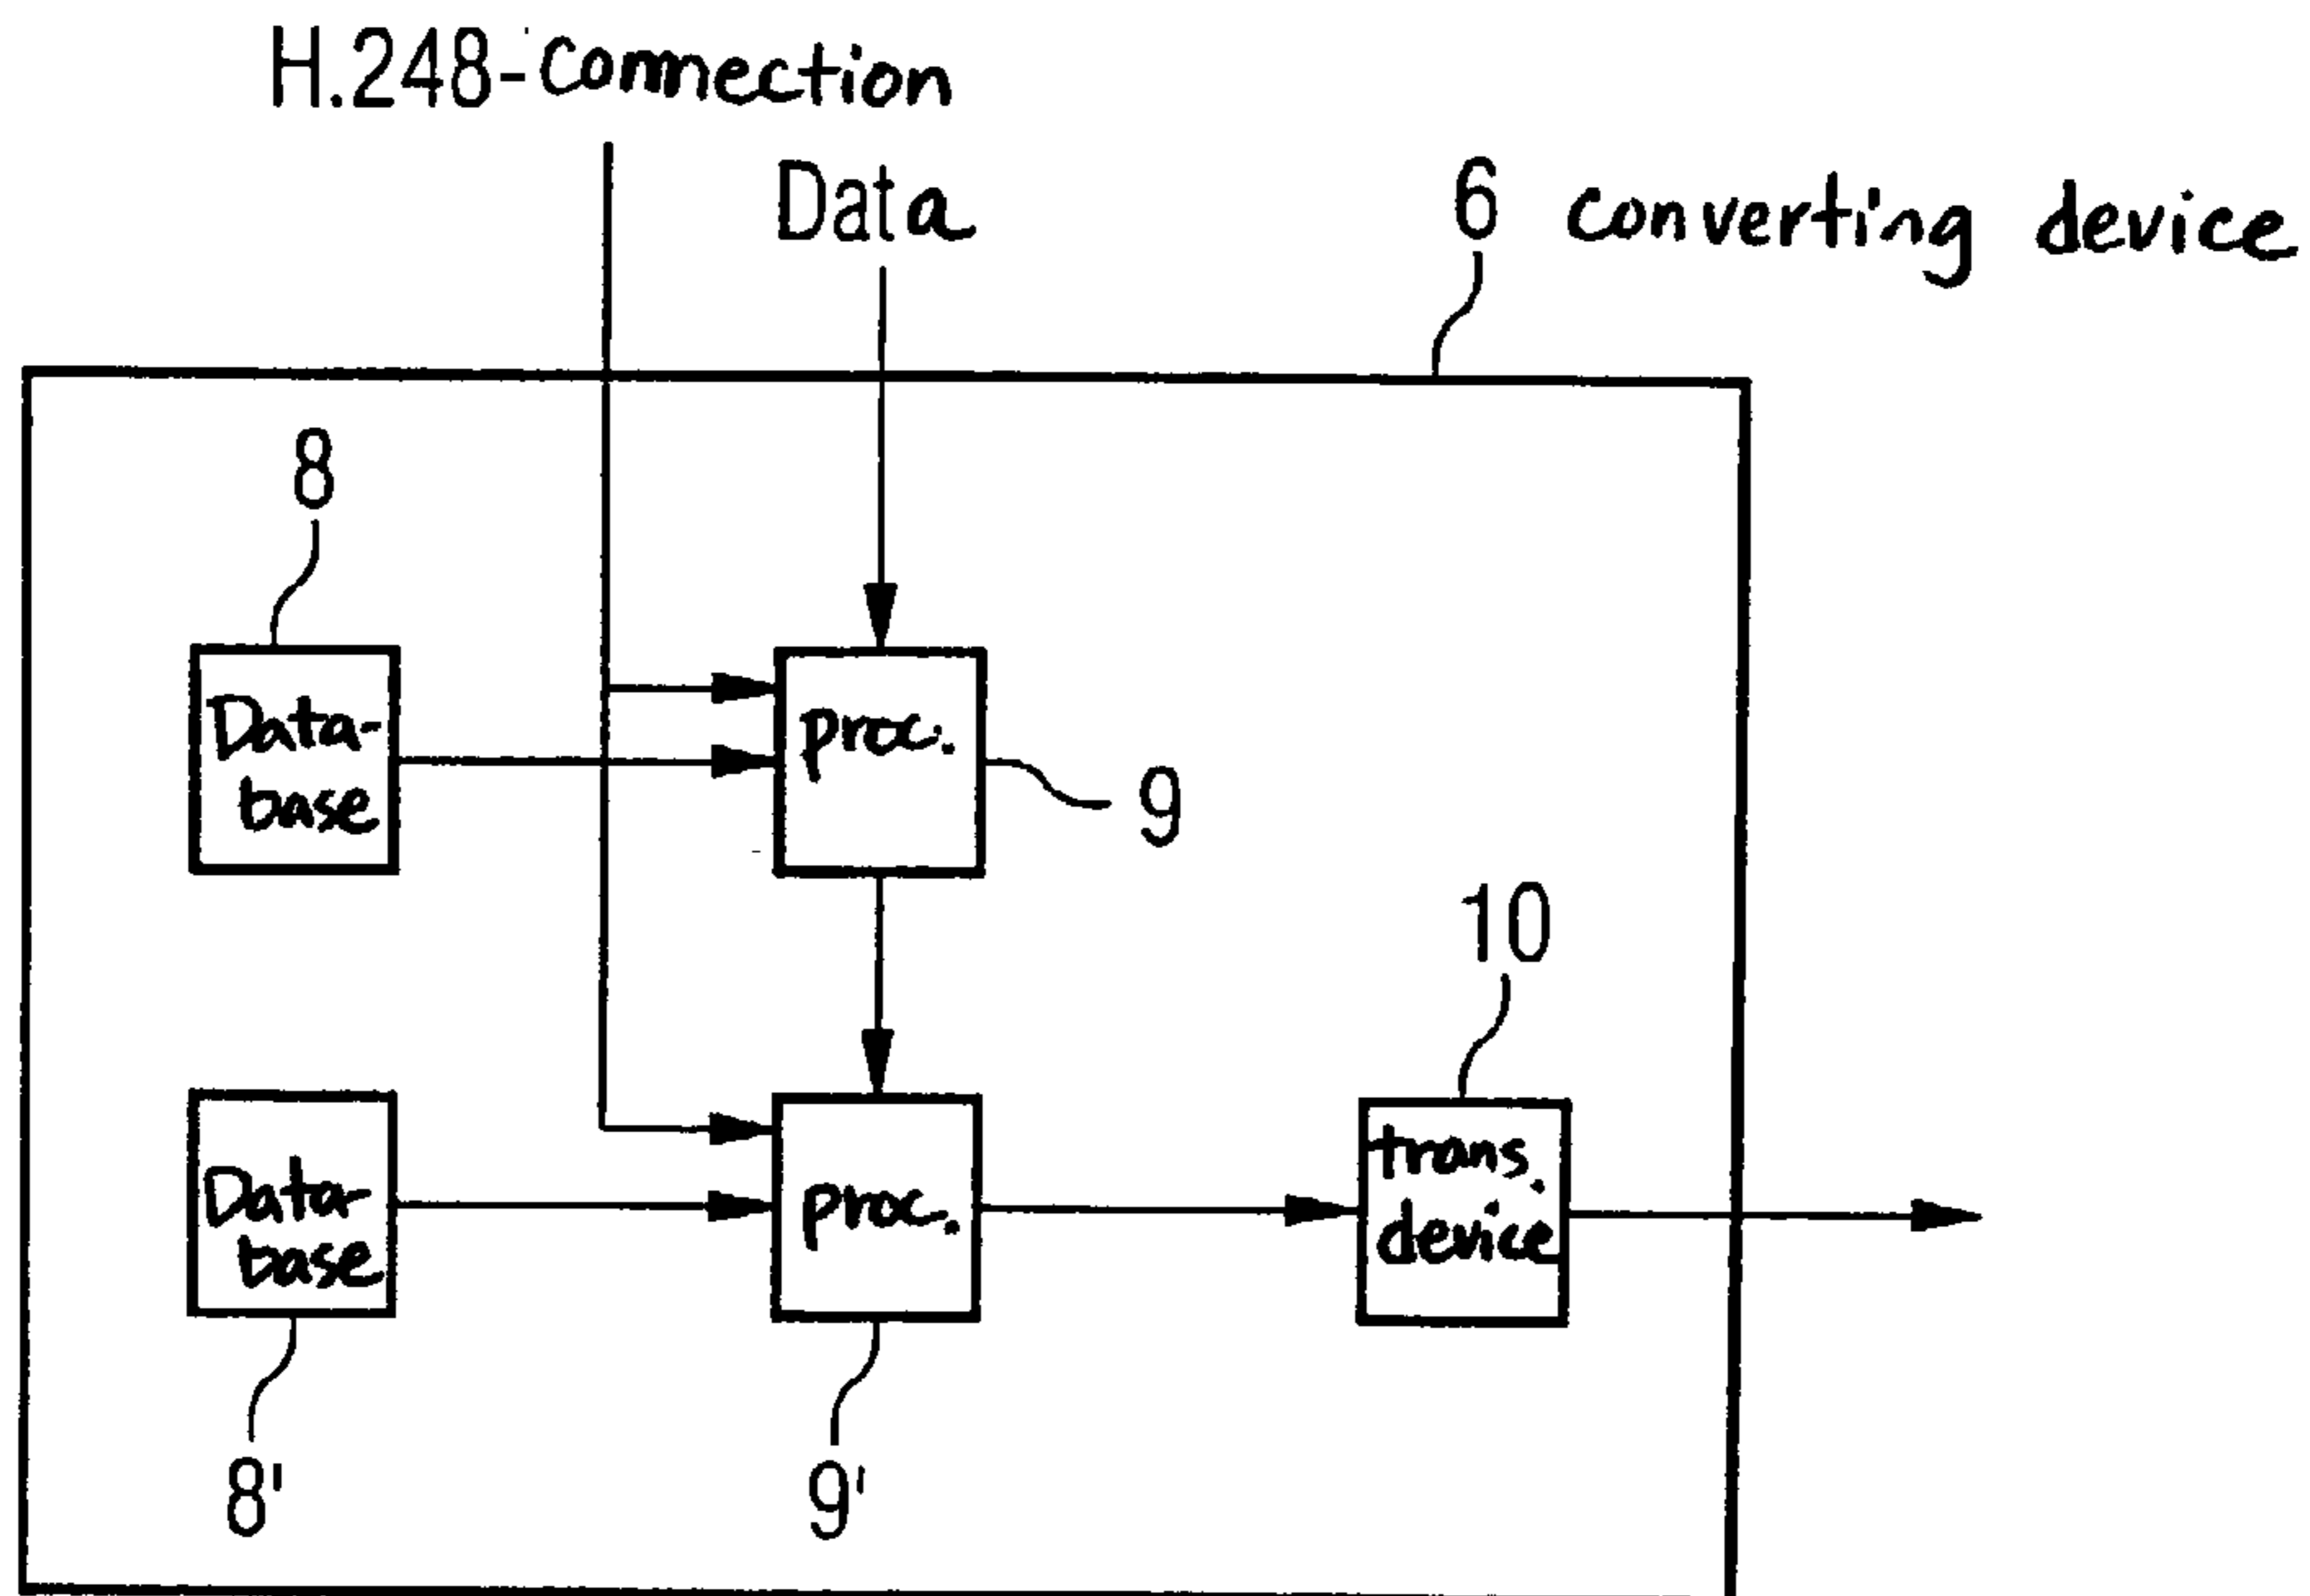 H.248-Connection
Data
6 converting device
8
Data-
base
proc.
9
10
Data-
base
proc.
trans.
device
8'
9'